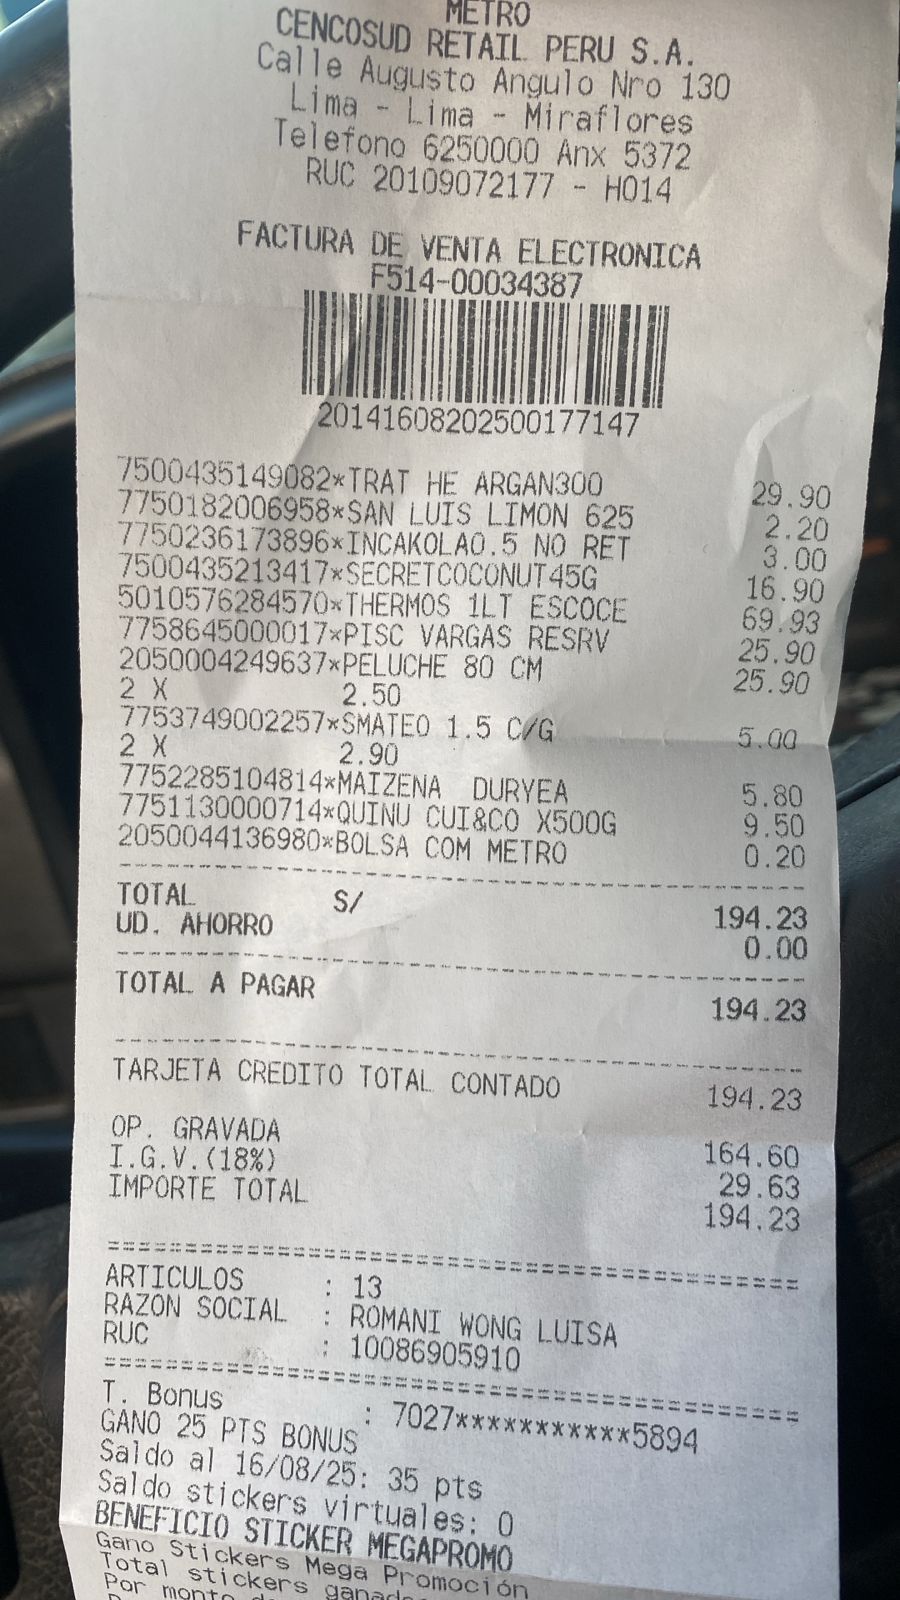 METRO
CENCOSUD RETAIL PERU S.A.
Calle Augusto Angulo Nro 130
Lima - Lima - Miraflores
Telefono 6250000 Anx 5372
RUC 20109072177 - H014
FACTURA DE VENTA ELECTRONICA
F514-00034387
20141608202500177147
7500435149082*TRAT HE ARGAN300 29.90
7750182006958*SAN LUIS LIMON 625 2.20
7750236173896*INCAKOLA0.5 NO RET 3.00
7500435213417*SECRETCOCONUT45G 16.90
5010576284570*THERMOS 1LT ESCOCE 69.93
7758645000017*PISC VARGAS RESRV 25.90
2050004249637*PELUCHE 80 CM 25.90
2 X 2.50
7753749002257*SMATEO 1.5 C/G 5.00
2 X 2.90
7752285104814*MAIZENA DURYEA 5.80
7751130000714*QUINU CUI&CO X500G 9.50
2050044136980*BOLSA COM METRO 0.20
TOTAL S/ 194.23
UD. AHORRO 0.00
TOTAL A PAGAR 194.23
TARJETA CREDITO TOTAL CONTADO 194.23
OP. GRAVADA 164.60
I.G.V.(18%) 29.63
IMPORTE TOTAL 194.23
ARTICULOS : 13
RAZON SOCIAL : ROMANI WONG LUISA
RUC : 10086905910
T. Bonus : 7027***********5894
GANO 25 PTS BONUS
Saldo al 16/08/25: 35 pts
Saldo stickers virtuales: 0
BENEFICIO STICKER MEGAPROMO
Gano Stickers Mega Promoción
Total stickers
Por monto